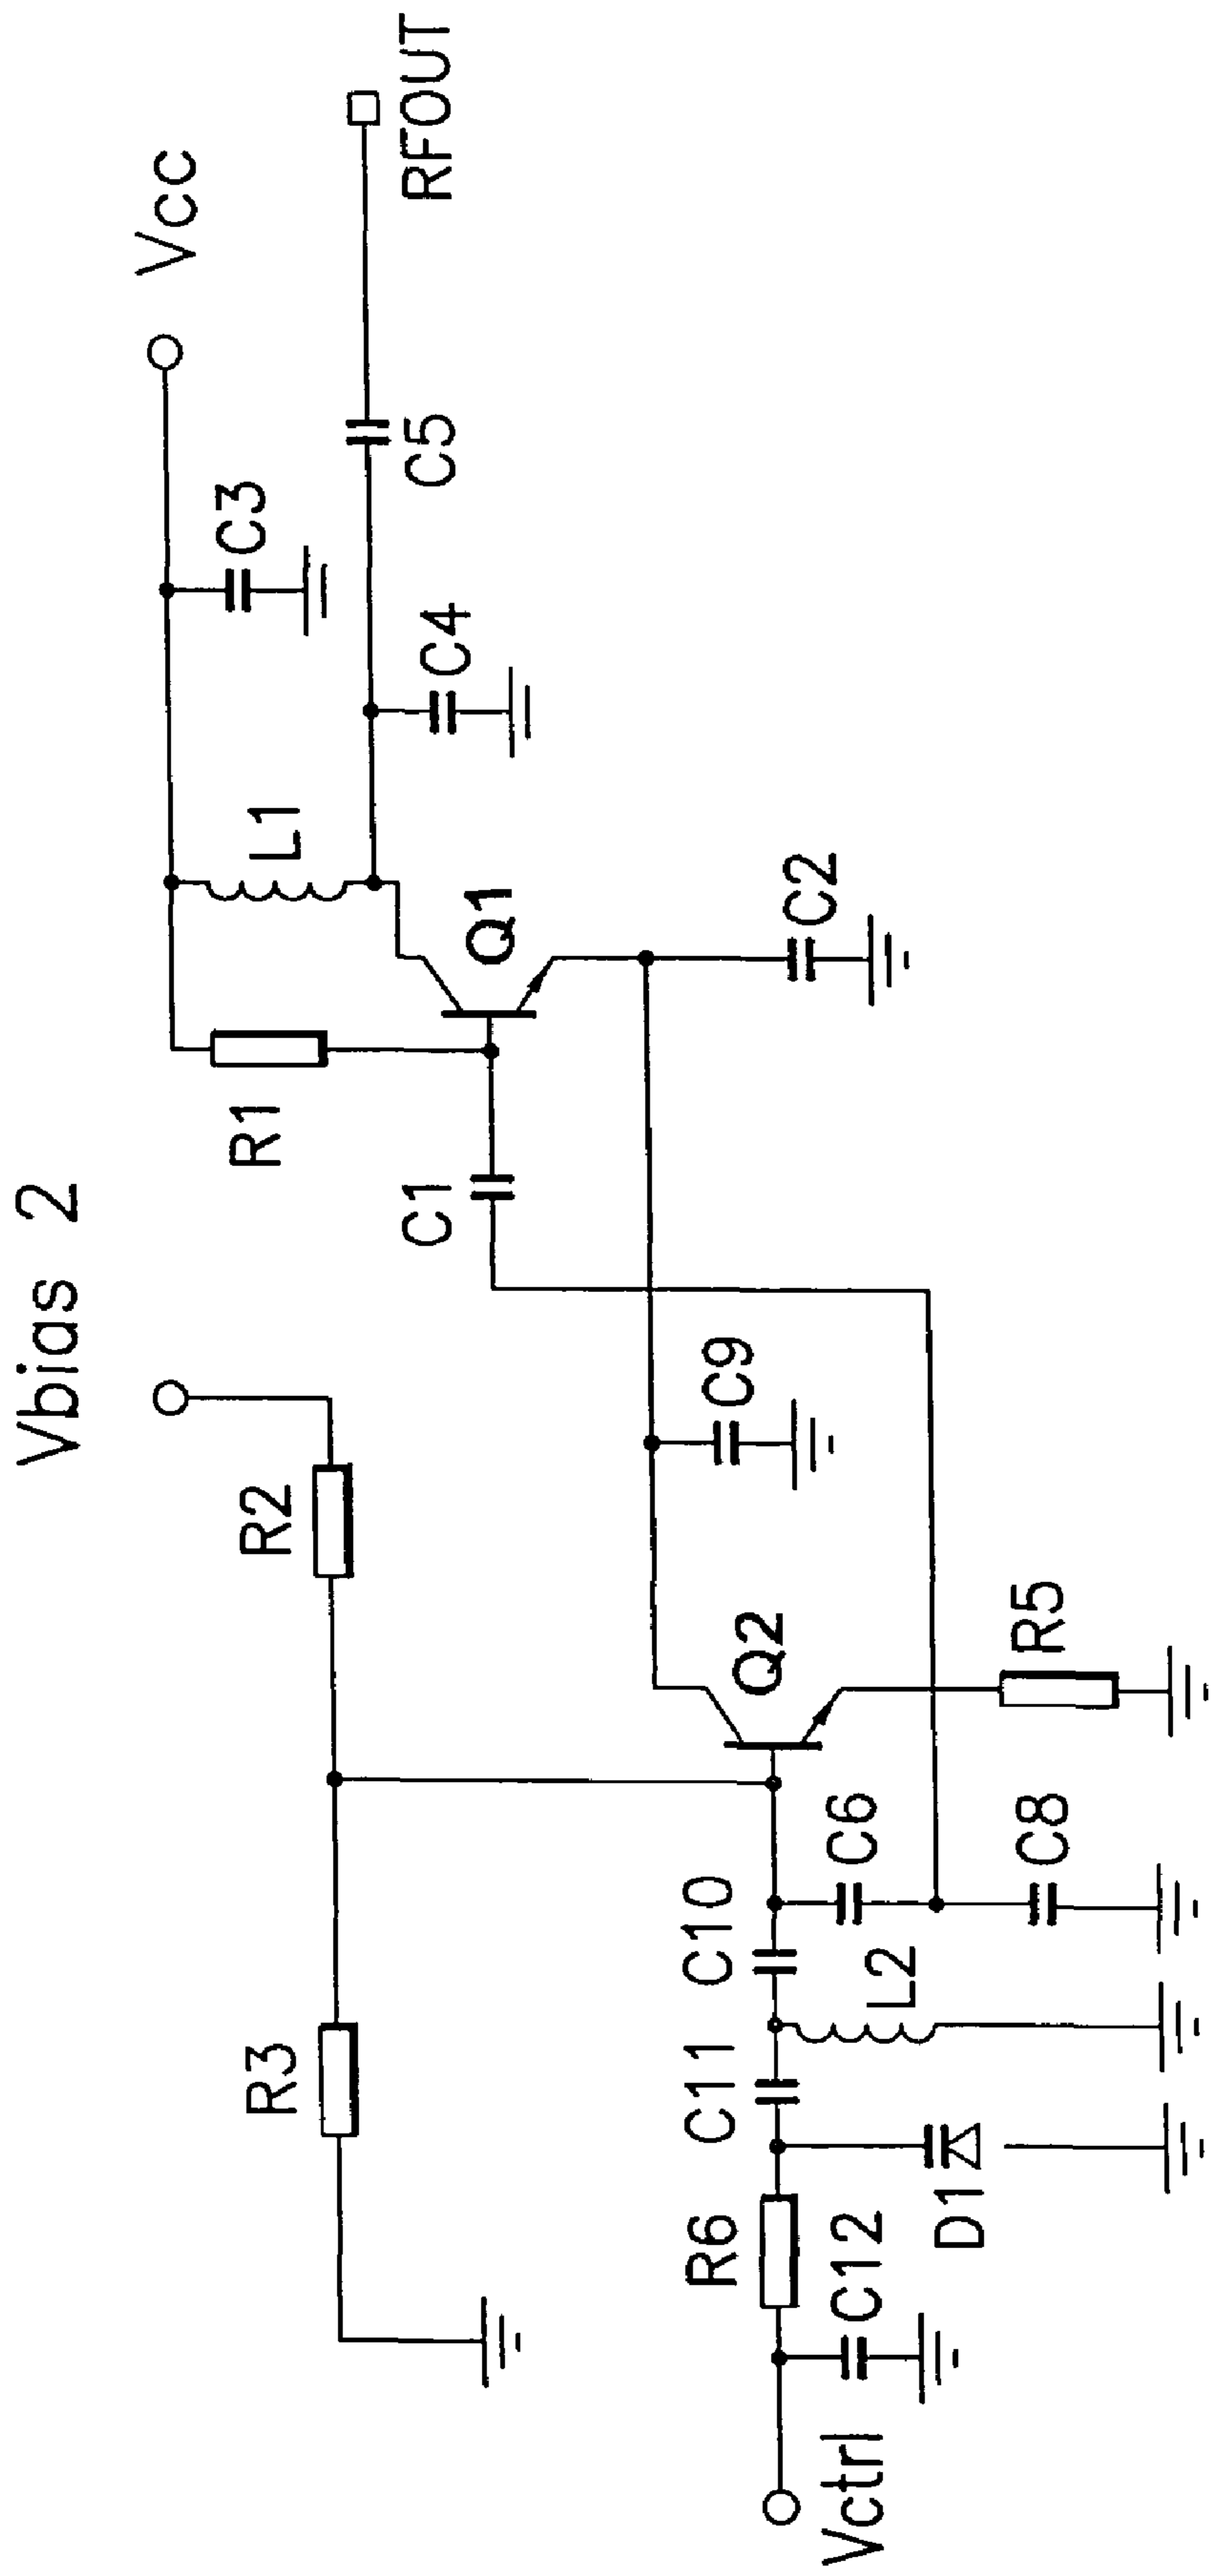 Vbias 2
Vcc
R3
R2
R1
L1
C3
RFOUT
C1
Q1
C4
C5
R6
C11
C10
Q2
C9
C2
Vctrl
C12
D1
L2
C6
C8
R5